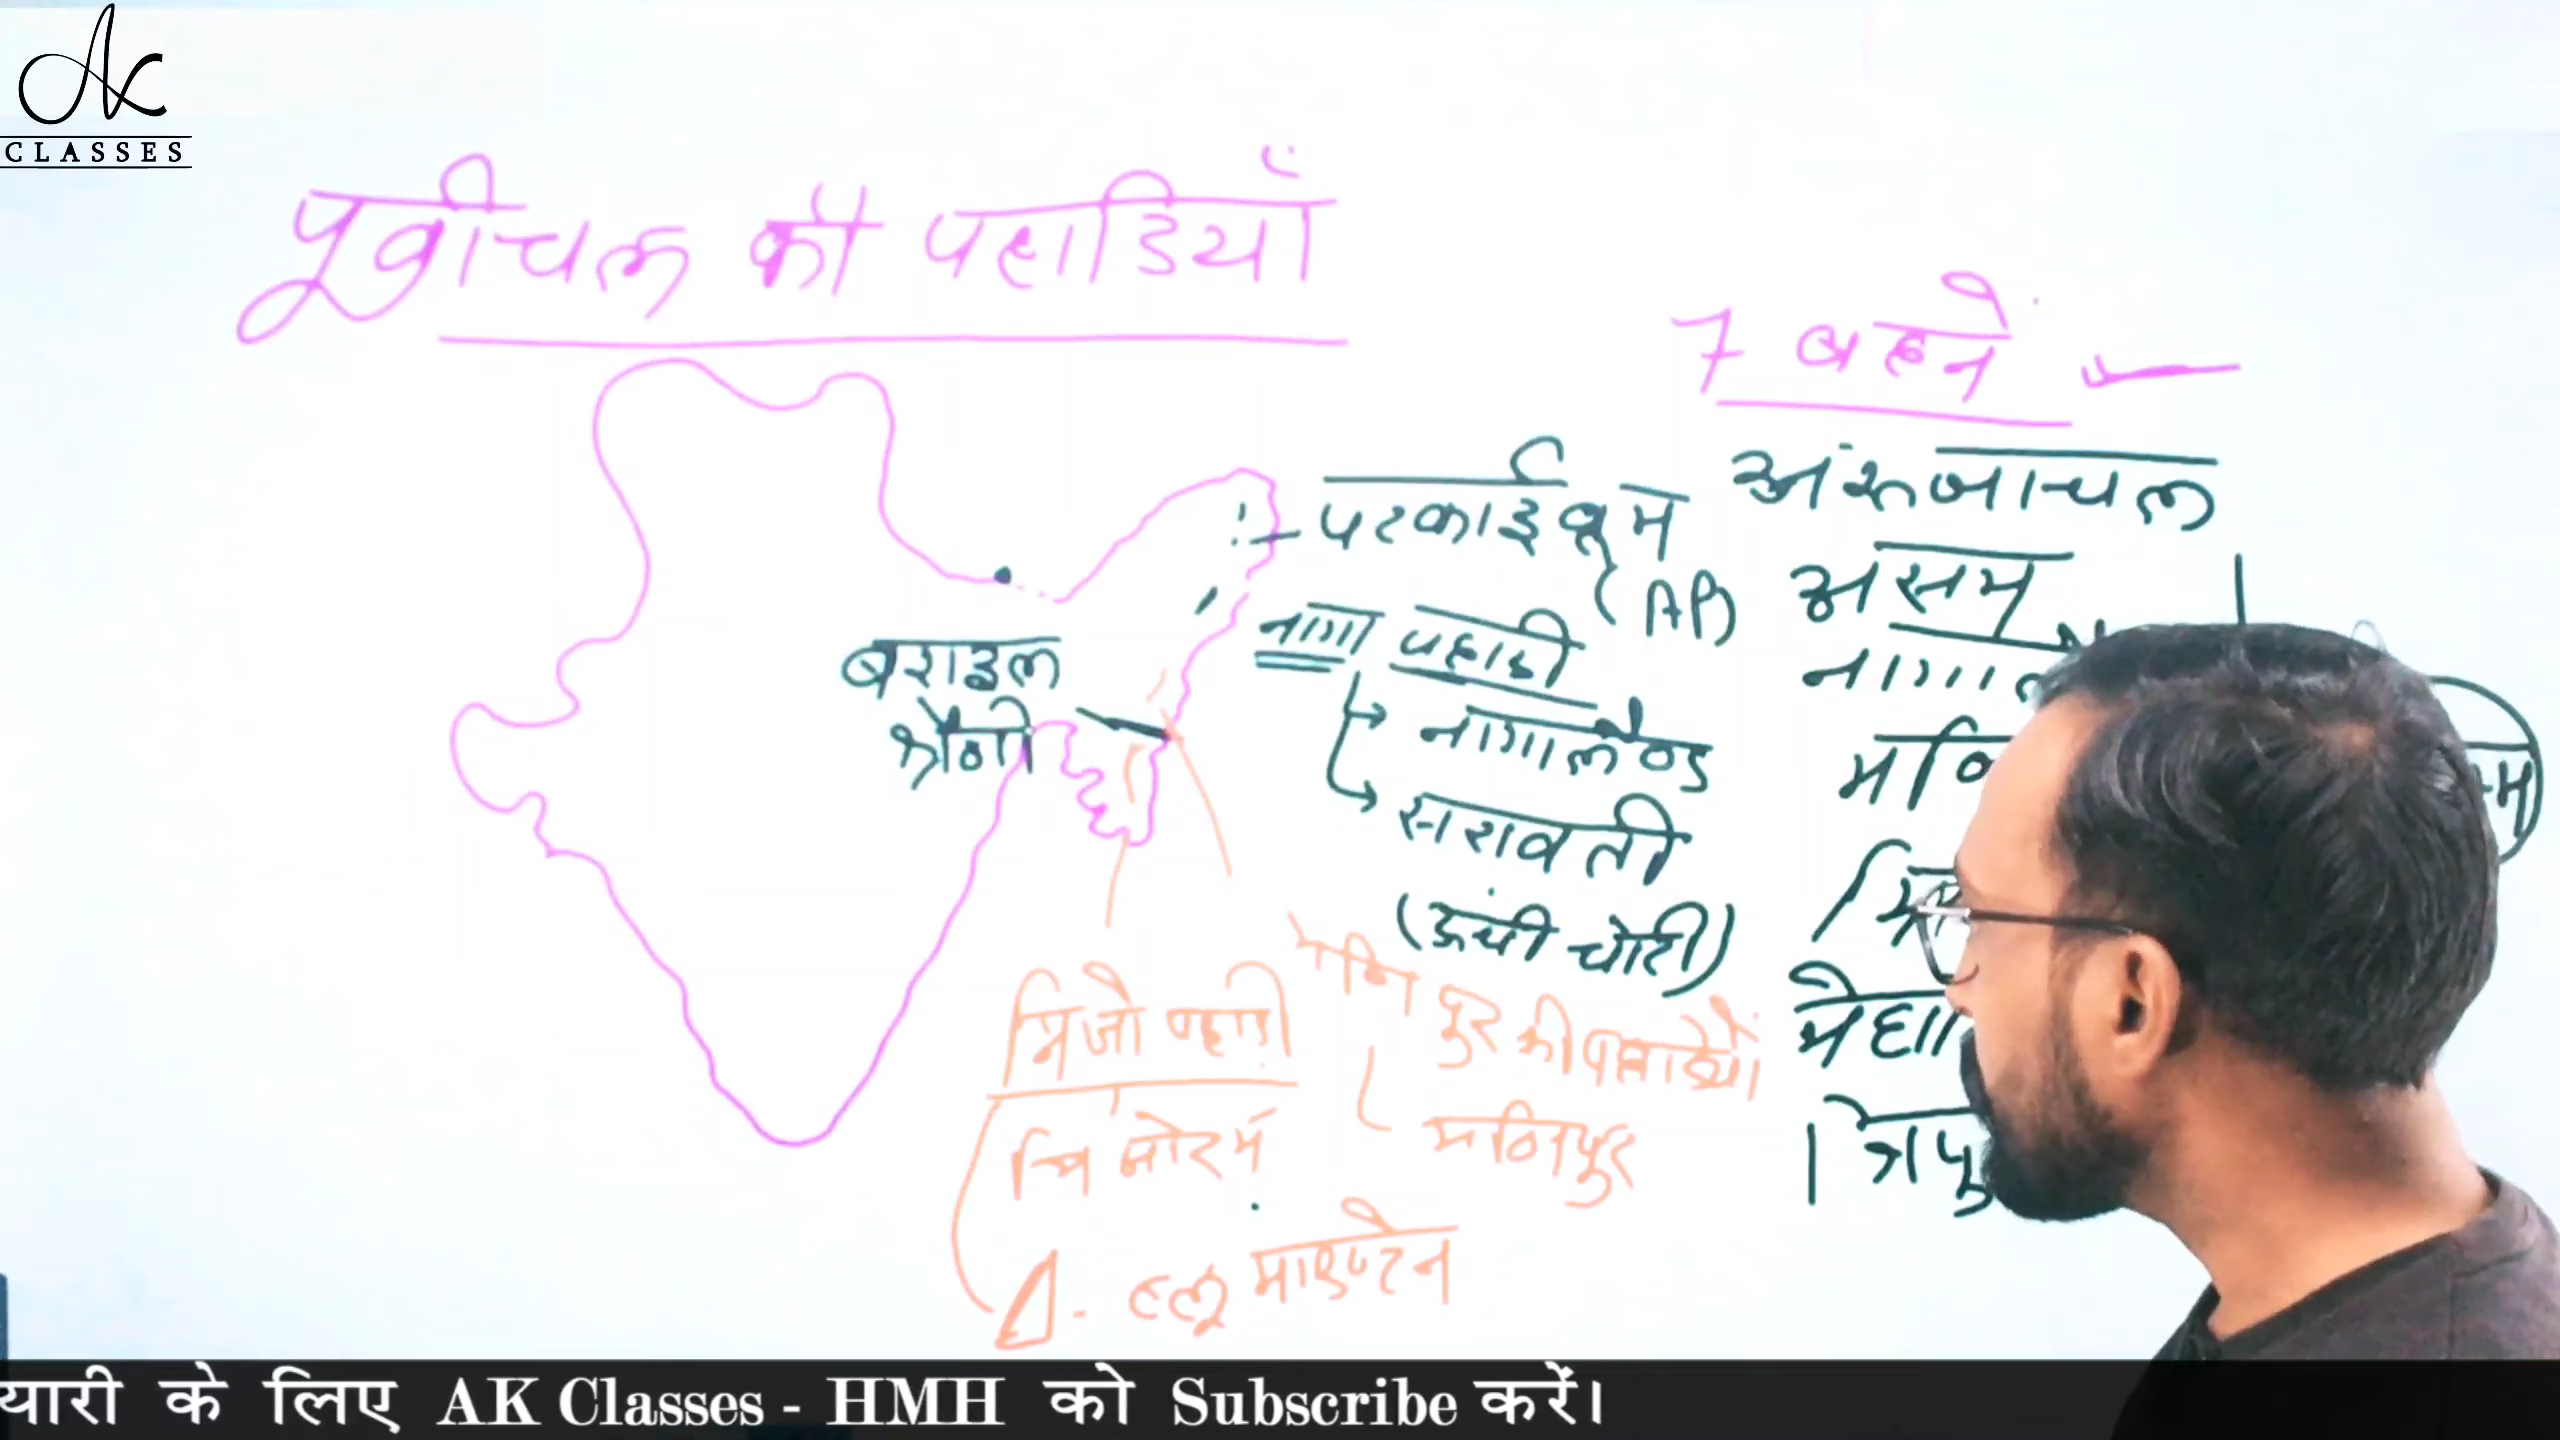 Ak
CLASSES
पूर्वांचल की पहाडियाँ
7 बहनें
पटकाईबूम
(AP)
नागा पहाडी
नागालैण्ड
सारावती
(ऊंची चोटी)
बराइल
श्रेणी
मिजो पहाडी
मिजोरम
ब्लू माउण्टेन
मणिपुर की पहाडियाँ
मणिपुर
अंरूणाचल
असम
यारी के लिए AK Classes - HMH को Subscribe करें।